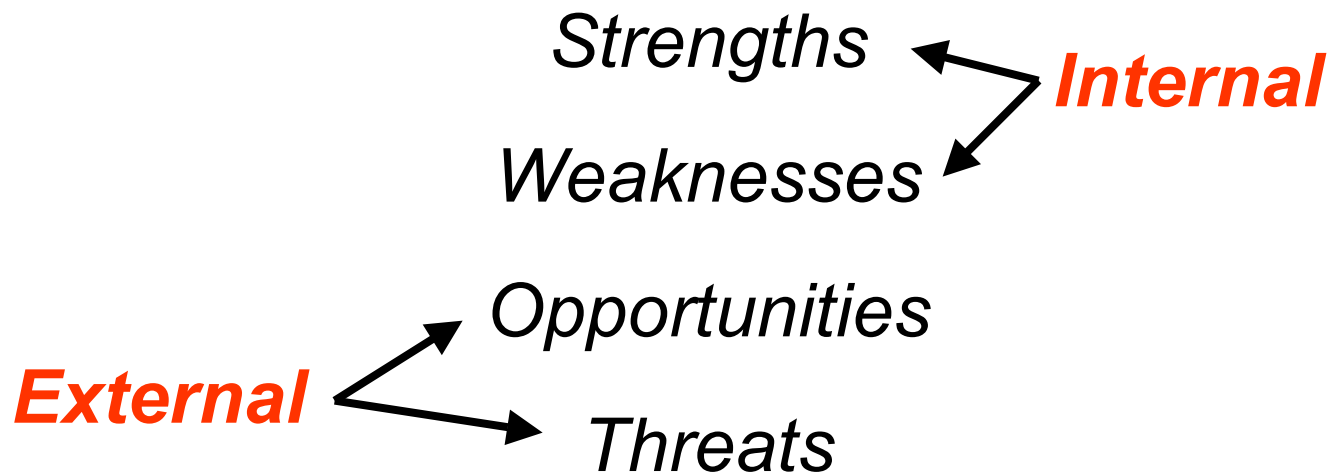 Strengths
Internal
Weaknesses
Opportunities
External
Threats